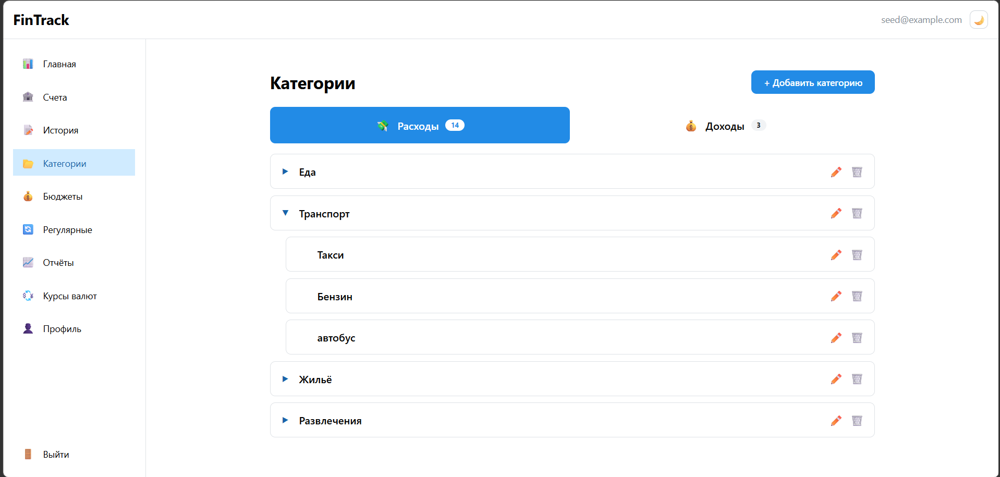 FinTrack
seed@example.com
Главная
Счета
История
Категории
Бюджеты
Регулярные
Отчёты
Курсы валют
Профиль
Выйти
Категории
+ Добавить категорию
Расходы 14
Доходы 3
Еда
Транспорт
Такси
Бензин
автобус
Жильё
Развлечения